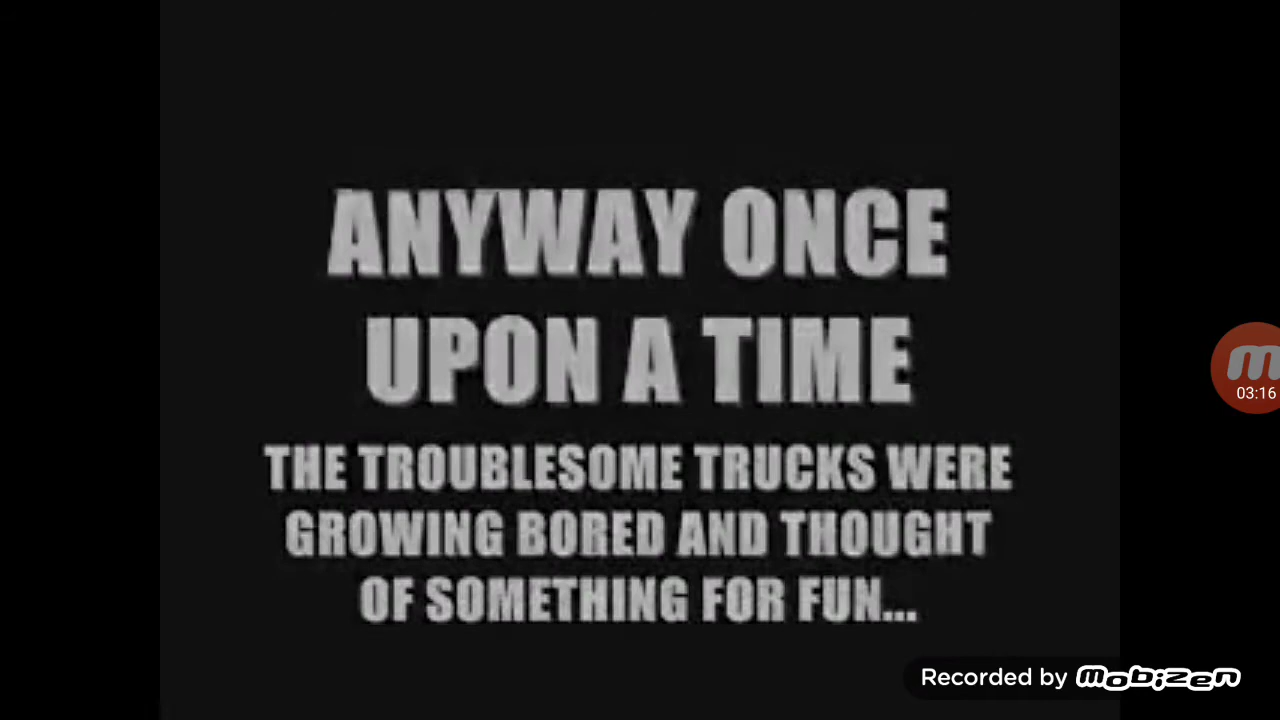 ANYWAY ONCE
UPON A TIME
THE TROUBLESOME TRUCKS WERE
GROWING BORED AND THOUGHT
OF SOMETHING FOR FUN...
03:16
Recorded by Mobizen